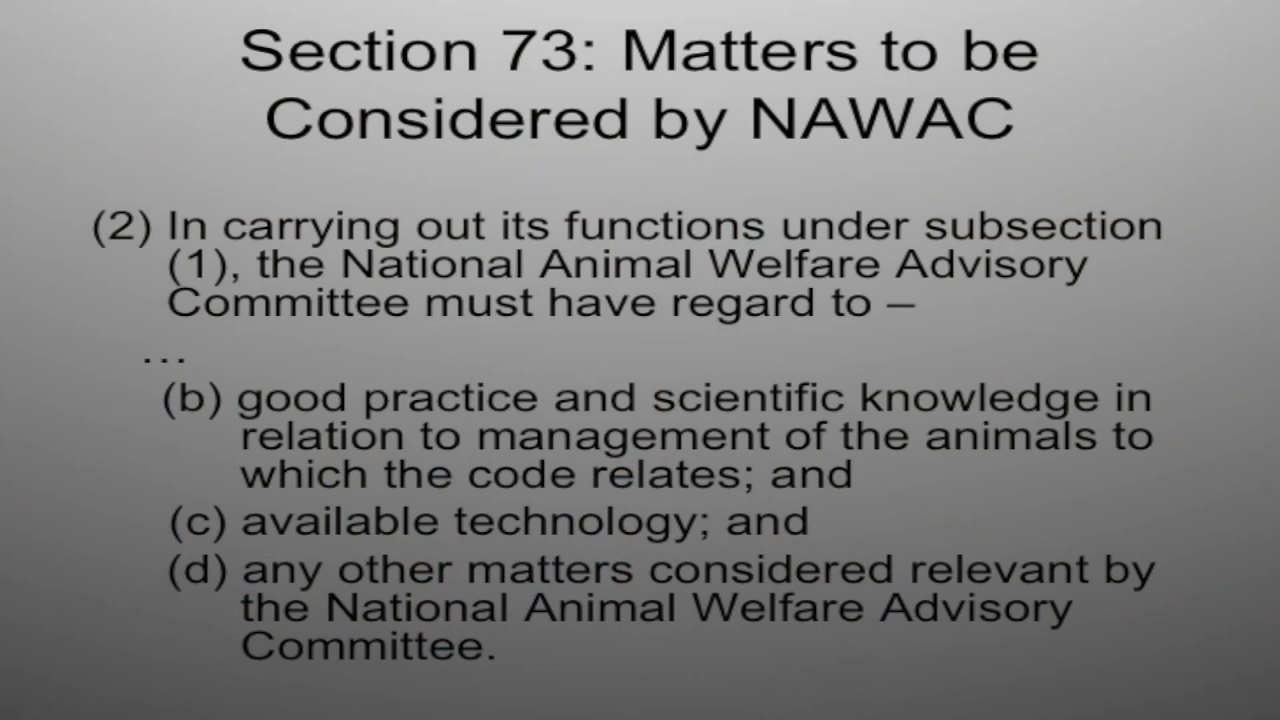 Section 73: Matters to be
Considered by NAWAC
(2) In carrying out its functions under subsection
(1), the National Animal Welfare Advisory
Committee must have regard to –
...
(b) good practice and scientific knowledge in
relation to management of the animals to
which the code relates; and
(c) available technology; and
(d) any other matters considered relevant by
the National Animal Welfare Advisory
Committee.